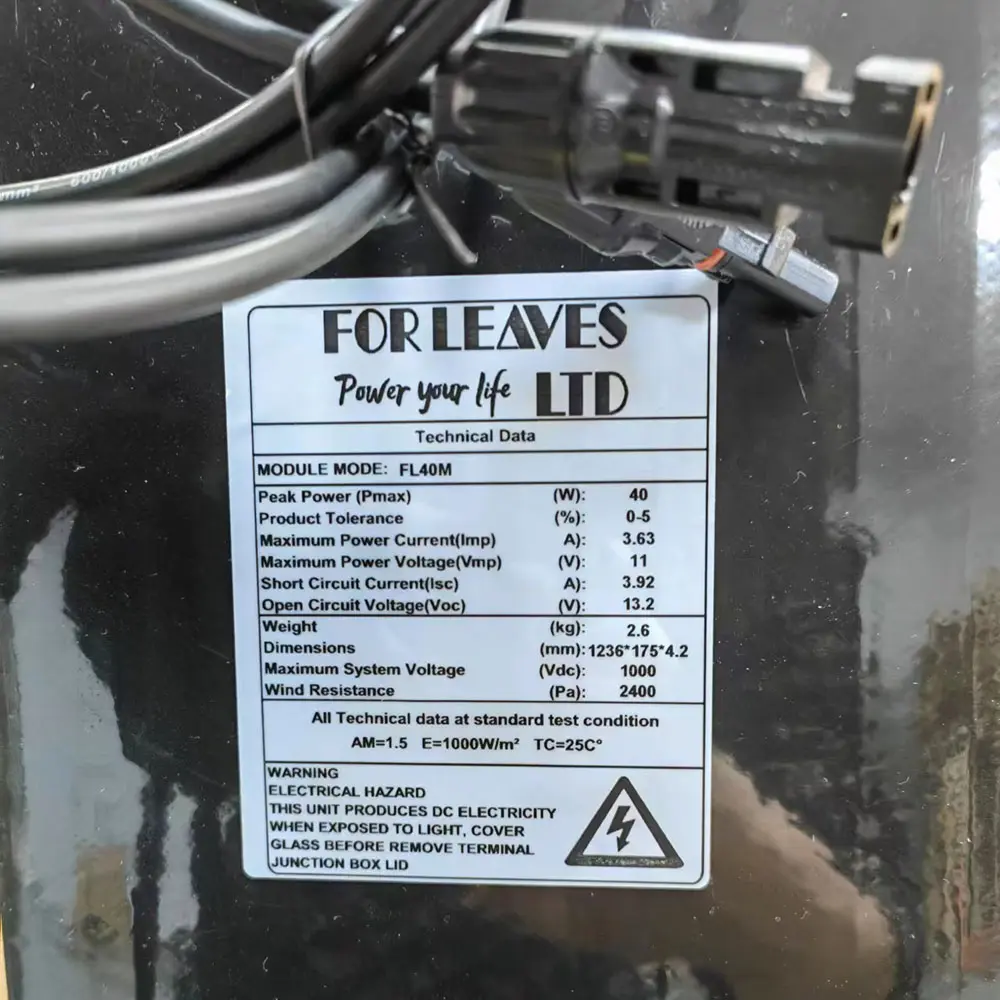 mm² 600/1000V
FOR LEAVES
Power your life LTD
Technical Data
MODULE MODE: FL40M
Peak Power (Pmax) (W): 40
Product Tolerance (%): 0-5
Maximum Power Current(Imp) A): 3.63
Maximum Power Voltage(Vmp) (V): 11
Short Circuit Current(Isc) A): 3.92
Open Circuit Voltage(Voc) (V): 13.2
Weight (kg): 2.6
Dimensions (mm): 1236*175*4.2
Maximum System Voltage (Vdc): 1000
Wind Resistance (Pa): 2400
All Technical data at standard test condition
AM=1.5 E=1000W/m² TC=25C°
WARNING
ELECTRICAL HAZARD
THIS UNIT PRODUCES DC ELECTRICITY
WHEN EXPOSED TO LIGHT, COVER
GLASS BEFORE REMOVE TERMINAL
JUNCTION BOX LID